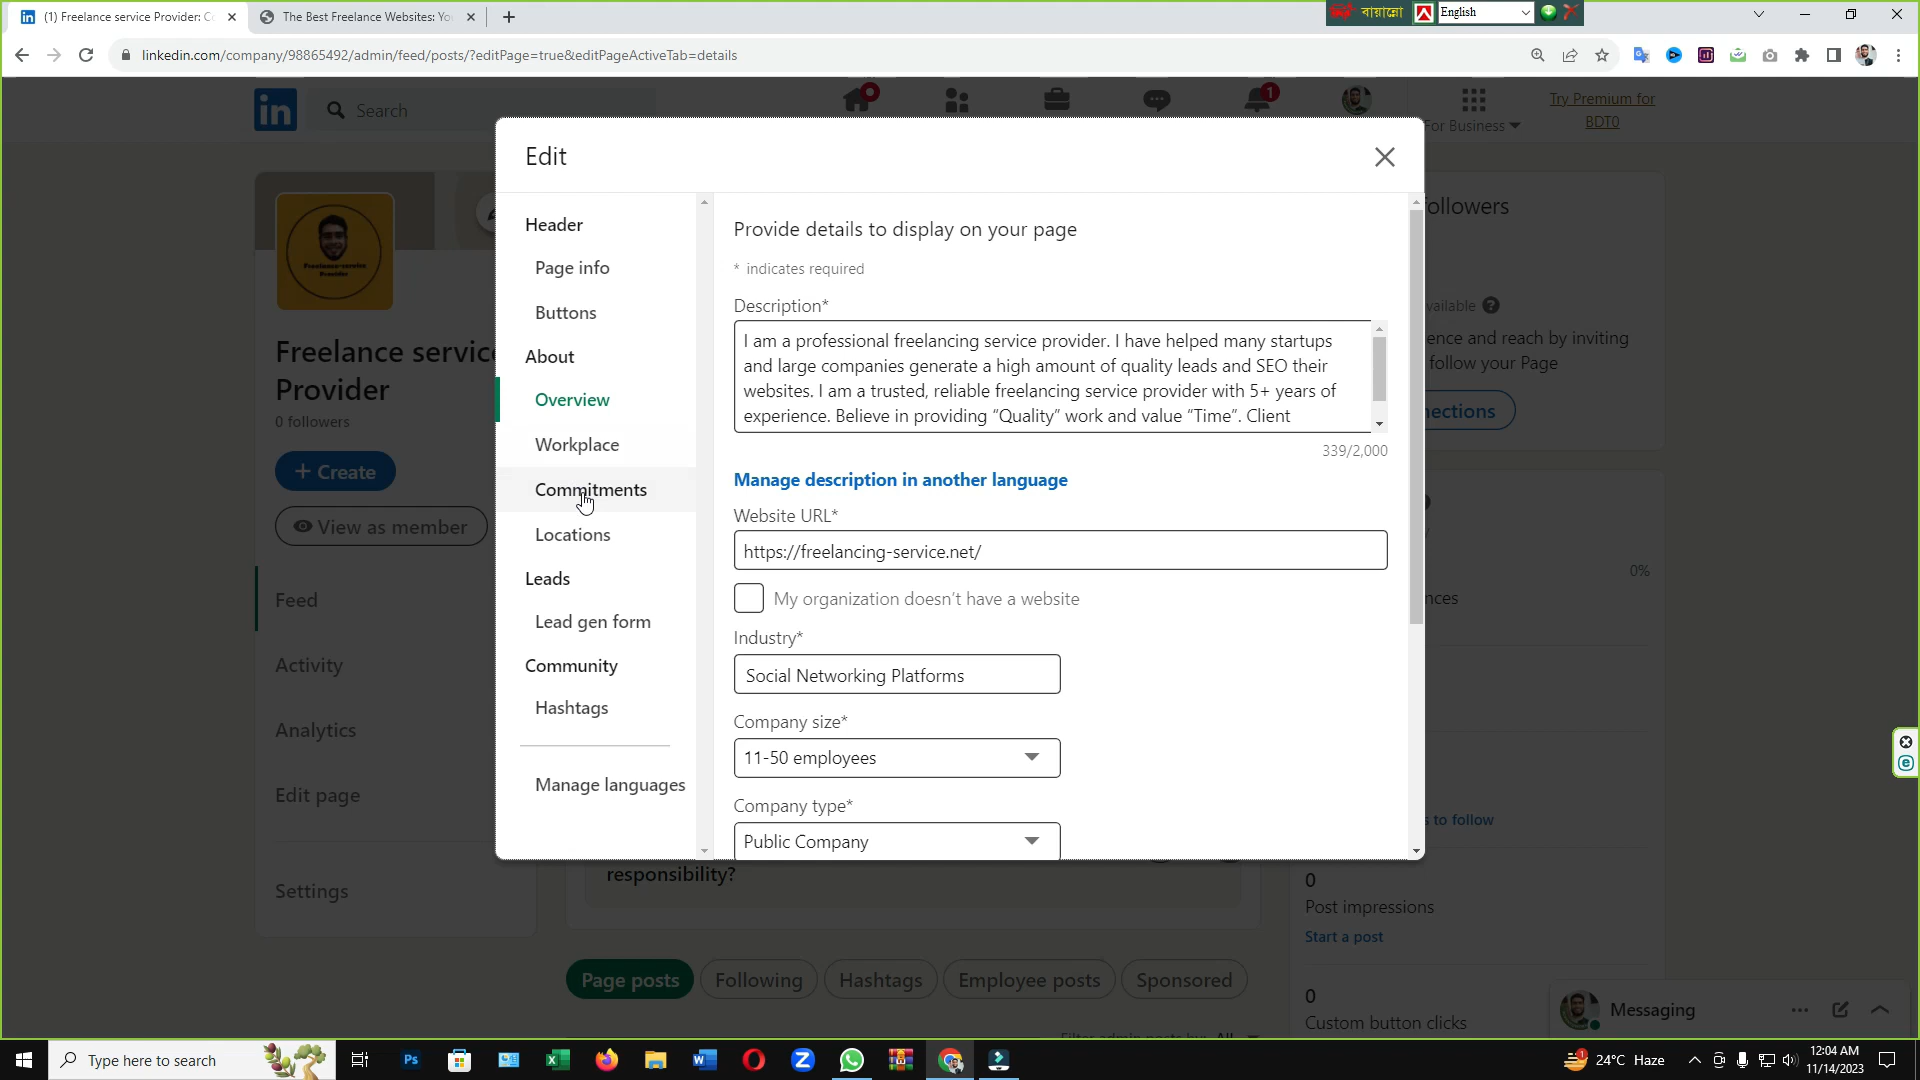 (1) Freelance service Provider: C
The Best Freelance Websites: Yo
বায়ান্নো
English
linkedin.com/company/98865492/admin/feed/posts/?editPage=true&editPageActiveTab=details
in
Search
1
For Business
Try Premium for
BDT0
Edit
Freelance-service
Provider
Freelance servic
Provider
0 followers
+ Create
View as member
Feed
Activity
Analytics
Edit page
Settings
Header
Page info
Buttons
About
Overview
Workplace
Commitments
Locations
Leads
Lead gen form
Community
Hashtags
Manage languages
Provide details to display on your page
* indicates required
Description*
I am a professional freelancing service provider. I have helped many startups
and large companies generate a high amount of quality leads and SEO their
websites. I am a trusted, reliable freelancing service provider with 5+ years of
experience. Believe in providing “Quality” work and value “Time”. Client
339/2,000
Manage description in another language
Website URL*
https://freelancing-service.net/
My organization doesn’t have a website
Industry*
Social Networking Platforms
Company size*
11-50 employees
Company type*
Public Company
ollowers
vailable
ence and reach by inviting
follow your Page
nections
0%
nces
s to follow
responsibility?
0
Post impressions
Start a post
Page posts
Following
Hashtags
Employee posts
Sponsored
0
Custom button clicks
Messaging
Type here to search
24°C Haze
12:04 AM
11/14/2023